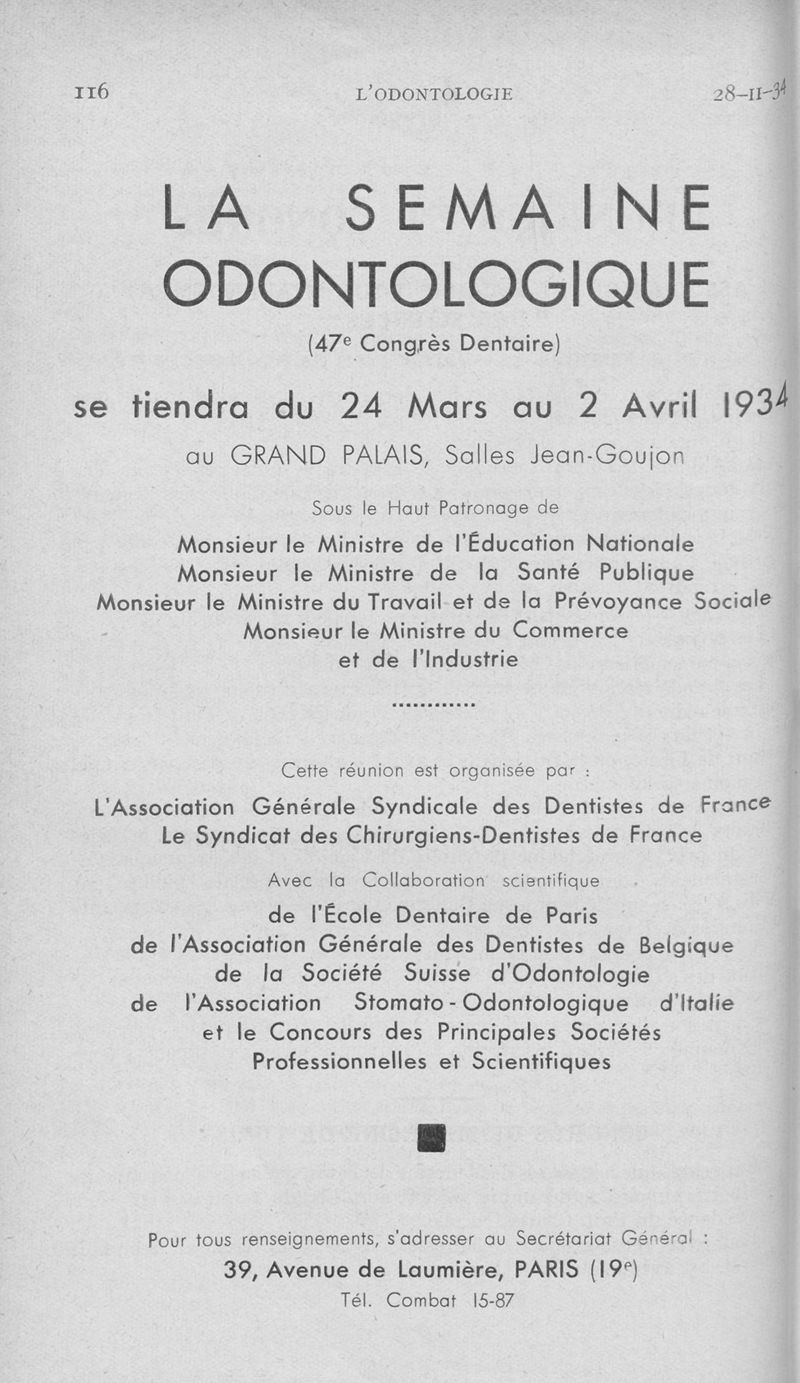 116 L'ODONTOLOGIE 28-II-34
LA SEMAINE
ODONTOLOGIQUE
(47e Congrès Dentaire)
se tiendra du 24 Mars au 2 Avril 1934
au GRAND PALAIS, Salles Jean-Goujon
Sous le Haut Patronage de
Monsieur le Ministre de l'Éducation Nationale
Monsieur le Ministre de la Santé Publique
Monsieur le Ministre du Travail et de la Prévoyance Sociale
Monsieur le Ministre du Commerce
et de l'Industrie
Cette réunion est organisée par :
L'Association Générale Syndicale des Dentistes de France
Le Syndicat des Chirurgiens-Dentistes de France
Avec la Collaboration scientifique
de l'École Dentaire de Paris
de l'Association Générale des Dentistes de Belgique
de la Société Suisse d'Odontologie
de l'Association Stomato-Odontologique d'Italie
et le Concours des Principales Sociétés
Professionnelles et Scientifiques
Pour tous renseignements, s'adresser au Secrétariat Général :
39, Avenue de Laumière, PARIS (19e)
Tél. Combat 15-87